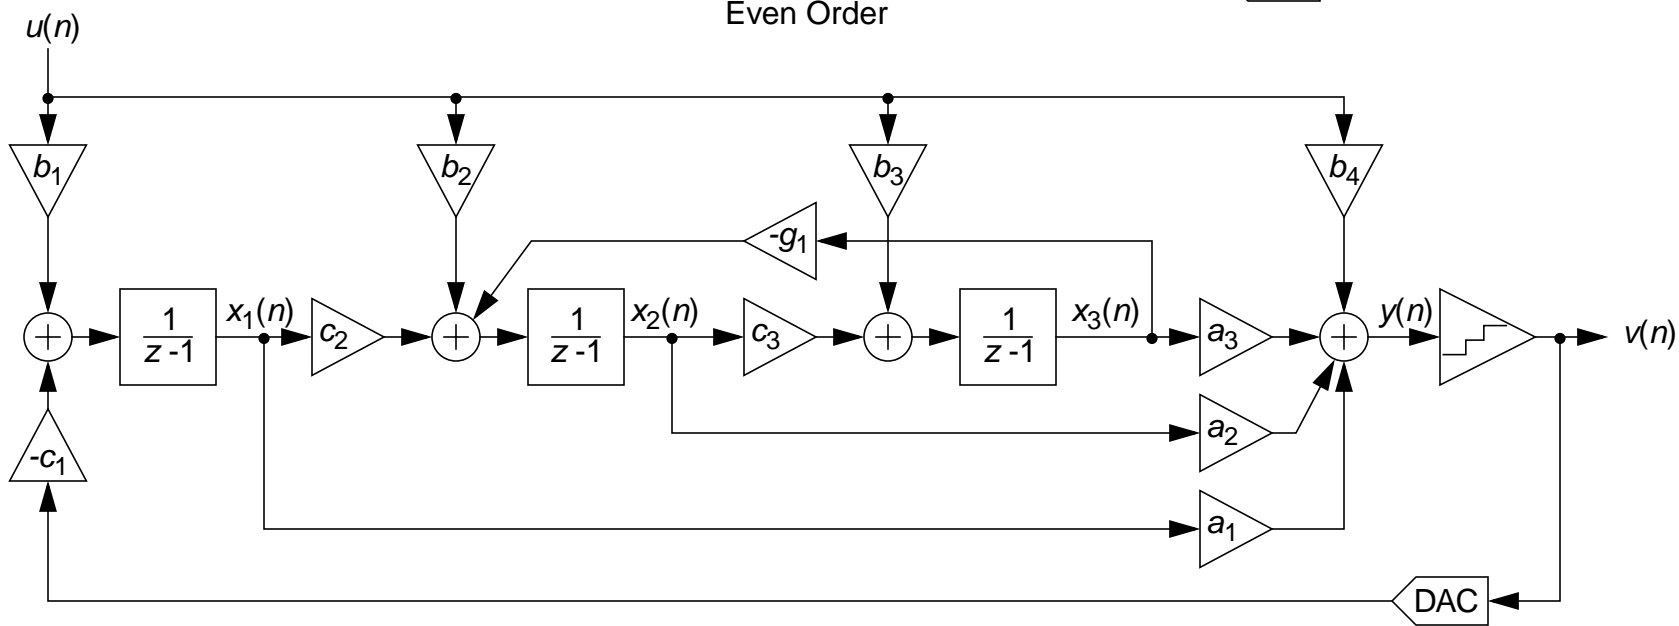 Even Order
u(n)
b1
b2
b3
b4
-g1
1
z -1
x1(n)
c2
1
z -1
x2(n)
c3
1
z -1
x3(n)
a3
y(n)
v(n)
a2
-c1
a1
DAC